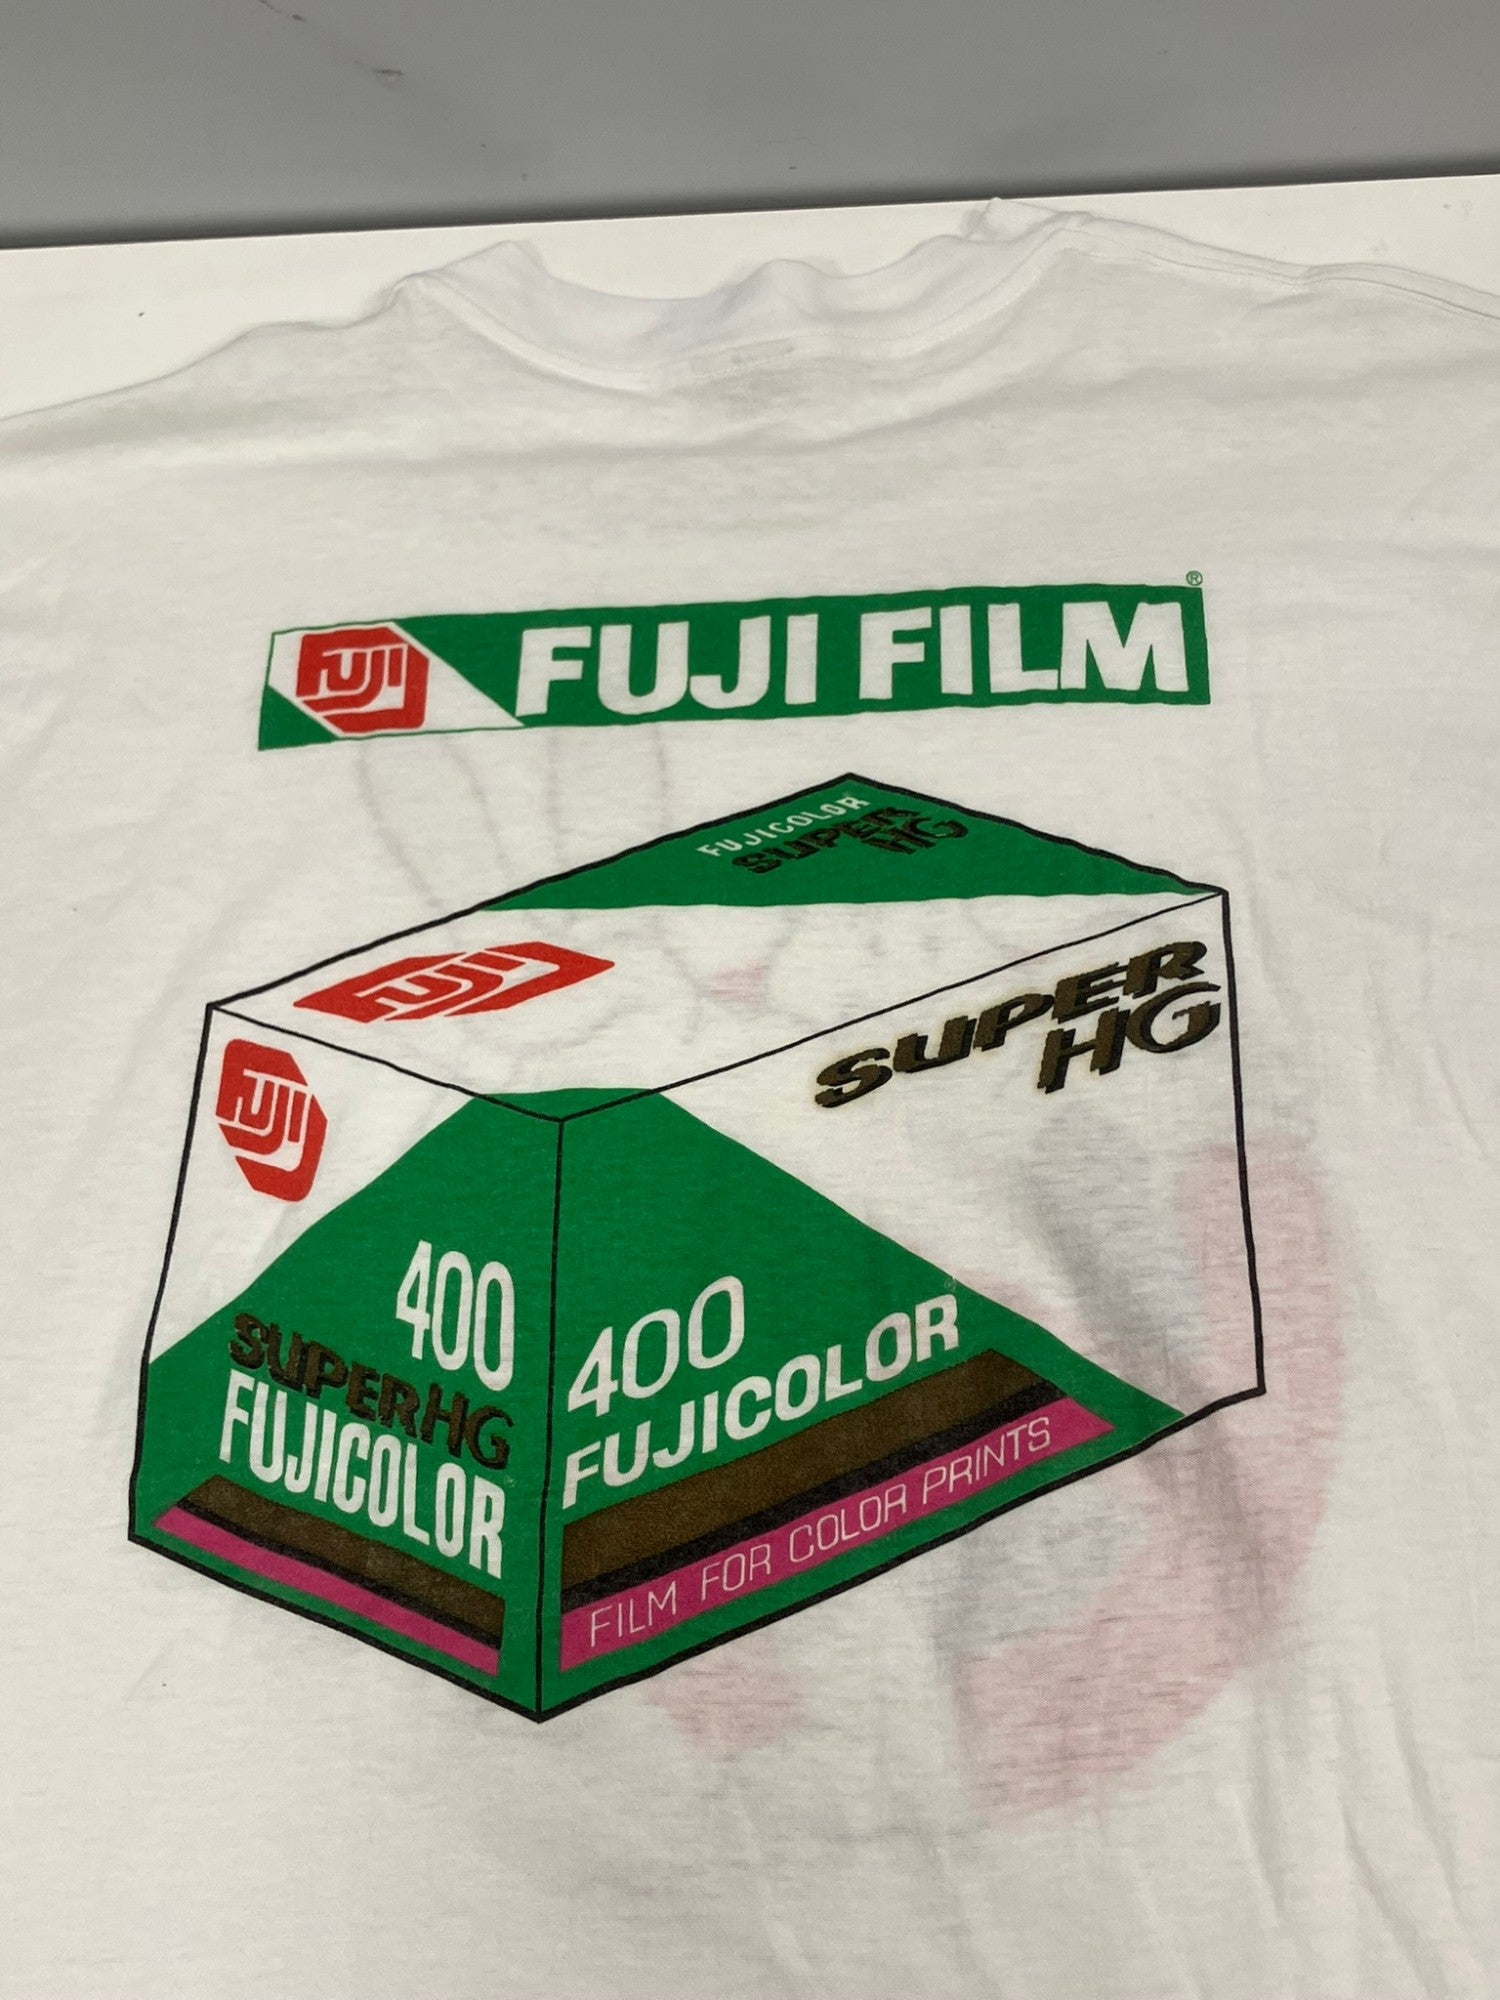 FUJI FUJI FILM®
FUJICOLOR
SUPER
HG
FUJI
SUPER
HG
FUJI
400
SUPER HG
FUJICOLOR
400
FUJICOLOR
FILM FOR COLOR PRINTS